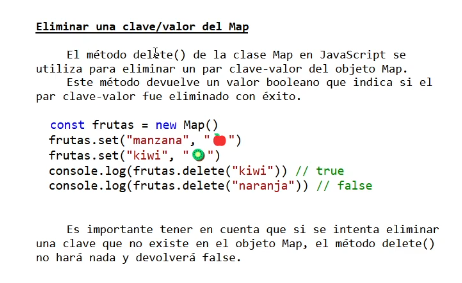 Eliminar una clave/valor del Map
El método delete() de la clase Map en JavaScript se
utiliza para eliminar un par clave-valor del objeto Map.
Este método devuelve un valor booleano que indica si el
par clave-valor fue eliminado con éxito.
const frutas = new Map()
frutas.set("manzana", "🍎")
frutas.set("kiwi", "🥝")
console.log(frutas.delete("kiwi")) // true
console.log(frutas.delete("naranja")) // false
Es importante tener en cuenta que si se intenta eliminar
una clave que no existe en el objeto Map, el método delete()
no hará nada y devolverá false.